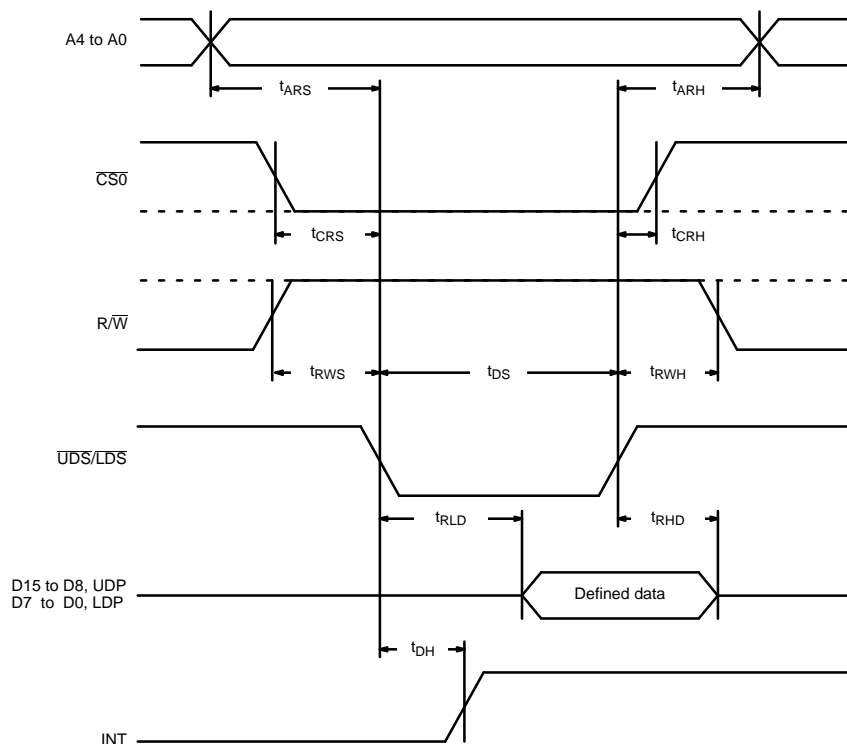 A4 to A0
tARS
tARH
CS0
tCRS
tCRH
R/W
tRWS
tDS
tRWH
UDS/LDS
tRLD
tRHD
D15 to D8, UDP
D7 to D0, LDP
Defined data
tDH
INT